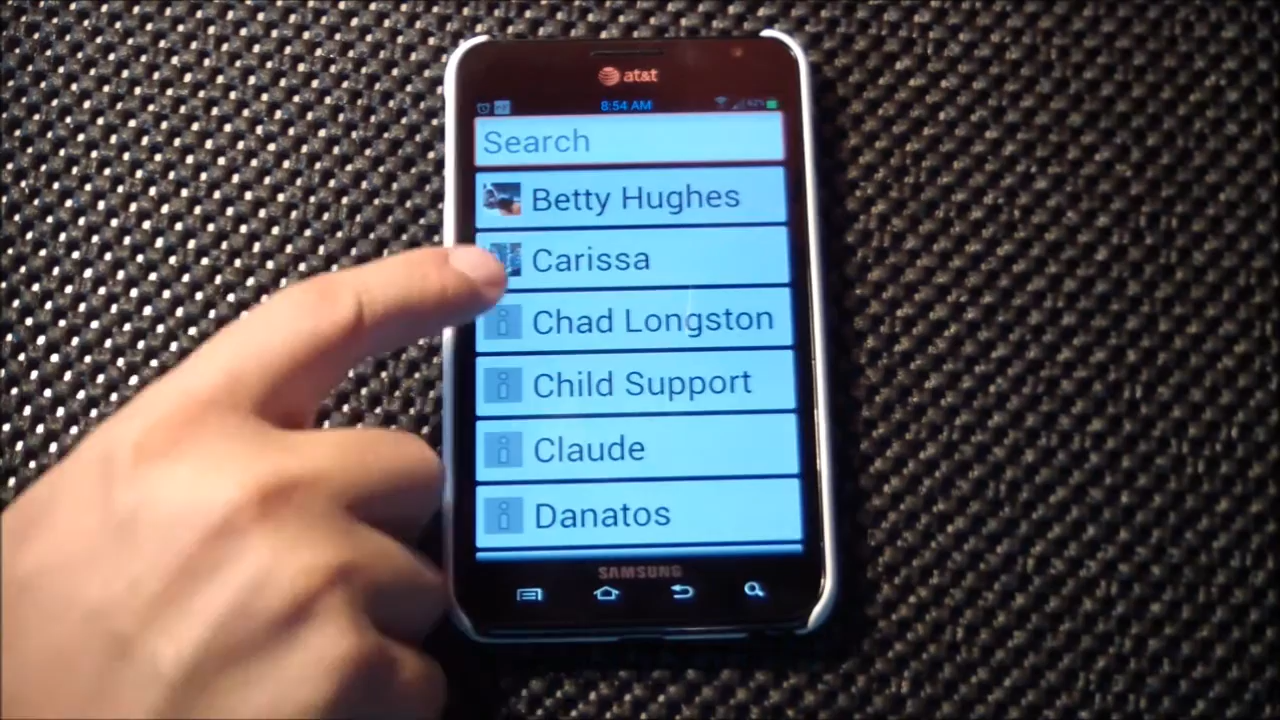 at&t
8:54 AM
Search
Betty Hughes
Carissa
Chad Longston
Child Support
Claude
Danatos
SAMSUNG